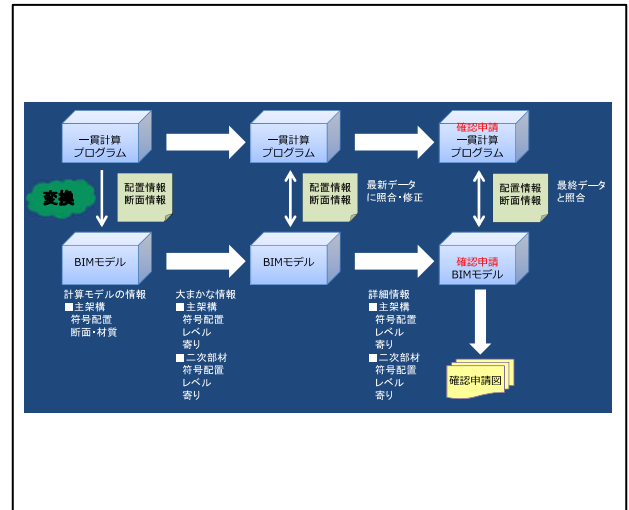 一貫計算
プログラム
一貫計算
プログラム
確認申請
一貫計算
プログラム
変換
配置情報
断面情報
配置情報
断面情報
最新データ
に照合・修正
配置情報
断面情報
最終データ
と照合
BIMモデル
BIMモデル
確認申請
BIMモデル
計算モデルの情報
■主架構
符号配置
断面・材質
大まかな情報
■主架構
符号配置
レベル
寄り
■二次部材
符号配置
レベル
寄り
詳細情報
■主架構
符号配置
レベル
寄り
■二次部材
符号配置
レベル
寄り
確認申請図